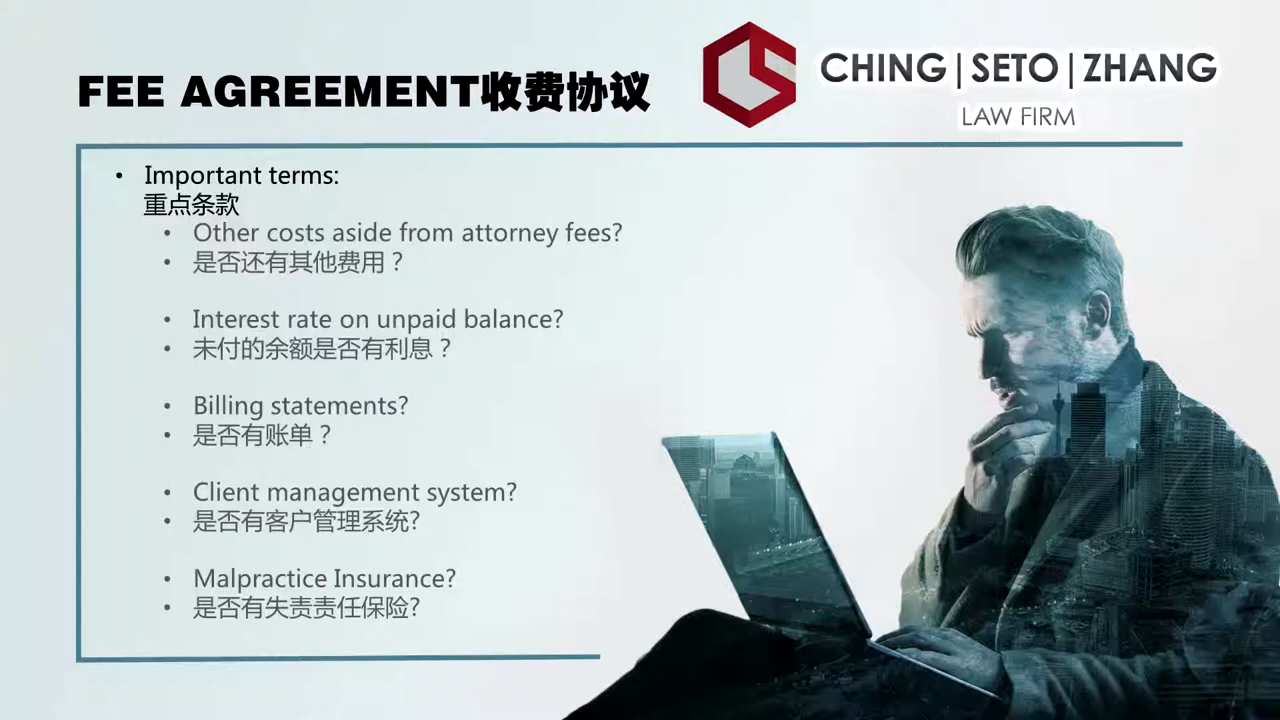 FEE AGREEMENT收费协议
CHING|SETO|ZHANG
LAW FIRM
• Important terms:
重点条款
• Other costs aside from attorney fees?
• 是否还有其他费用？
• Interest rate on unpaid balance?
• 未付的余额是否有利息？
• Billing statements?
• 是否有账单？
• Client management system?
• 是否有客户管理系统?
• Malpractice Insurance?
• 是否有失责责任保险?